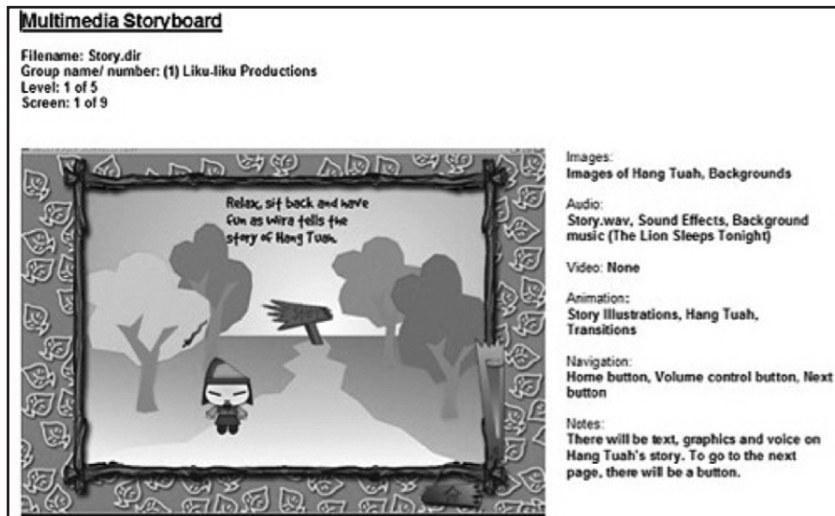 Multimedia Storyboard
Filename: Story.dir
Group name/ number: (1) Liku-liku Productions
Level: 1 of 5
Screen: 1 of 9
Relax, sit back and have
fun as Wira tells the
story of Hang Tuah.
Story
Images:
Images of Hang Tuah, Backgrounds
Audio:
Story.wav, Sound Effects, Background
music (The Lion Sleeps Tonight)
Video: None
Animation:
Story Illustrations, Hang Tuah,
Transitions
Navigation:
Home button, Volume control button, Next
button
Notes:
There will be text, graphics and voice on
Hang Tuah's story. To go to the next
page, there will be a button.